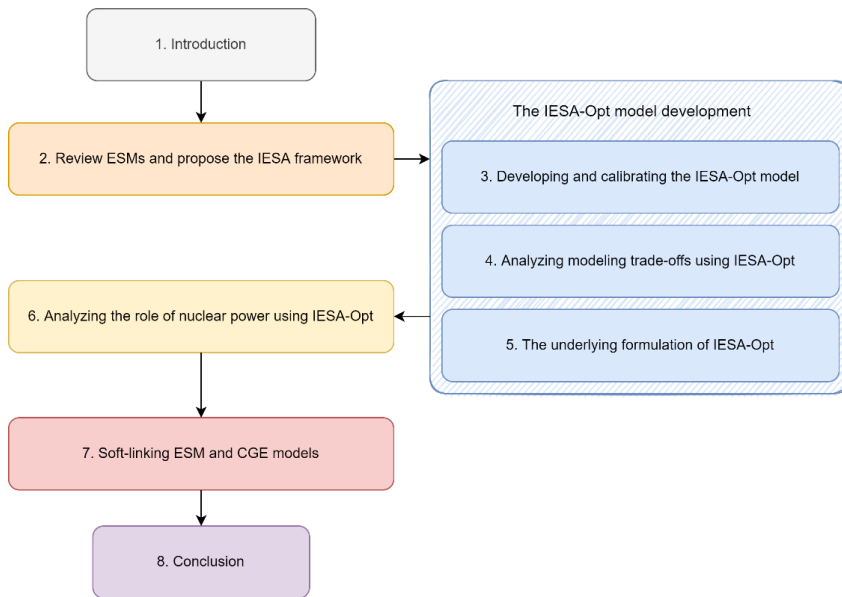 1. Introduction
2. Review ESMs and propose the IESA framework
The IESA-Opt model development
3. Developing and calibrating the IESA-Opt model
4. Analyzing modeling trade-offs using IESA-Opt
5. The underlying formulation of IESA-Opt
6. Analyzing the role of nuclear power using IESA-Opt
7. Soft-linking ESM and CGE models
8. Conclusion